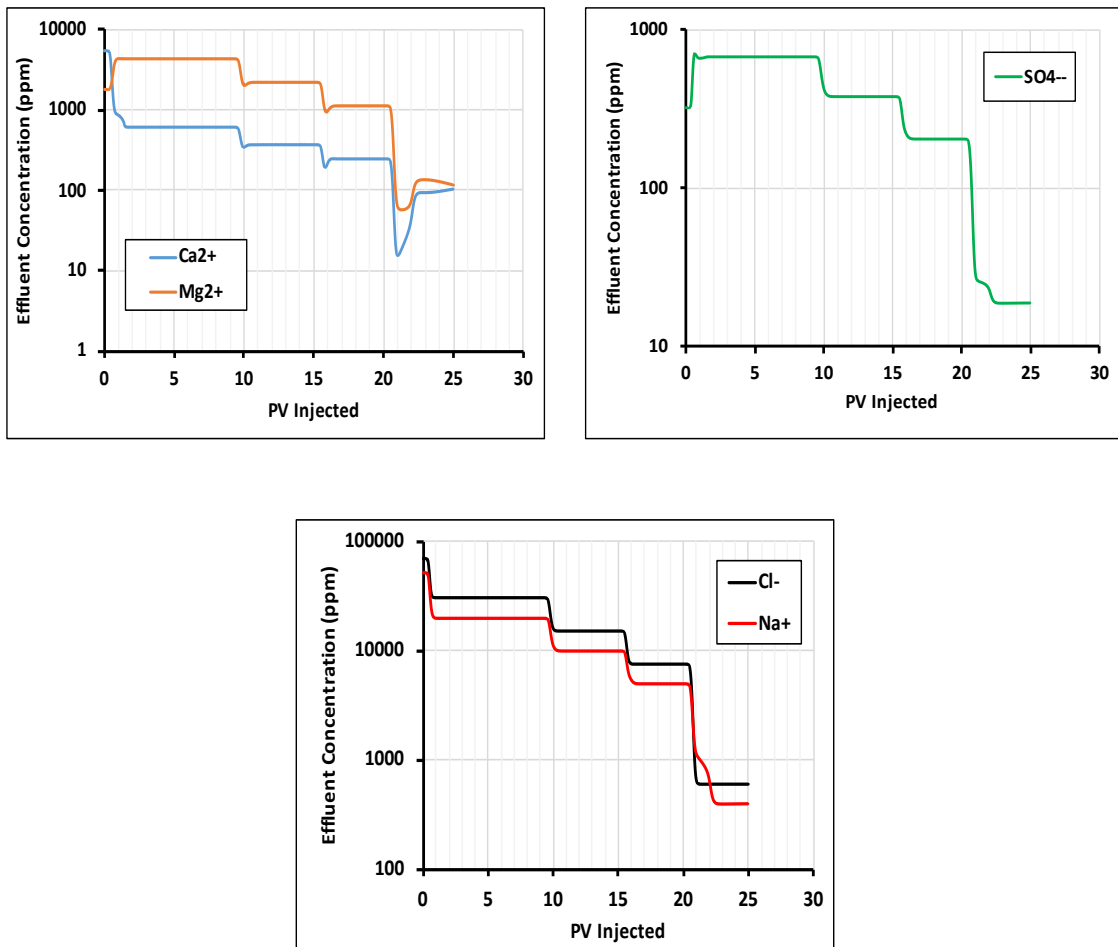 Effluent Concentration (ppm)
10000
1000
100
10
1
Ca2+
Mg2+
0 5 10 15 20 25 30
PV Injected
Effluent Concentration (ppm)
1000
100
10
SO4--
0 5 10 15 20 25 30
PV Injected
Effluent Concentration (ppm)
100000
10000
1000
100
Cl-
Na+
0 5 10 15 20 25 30
PV Injected